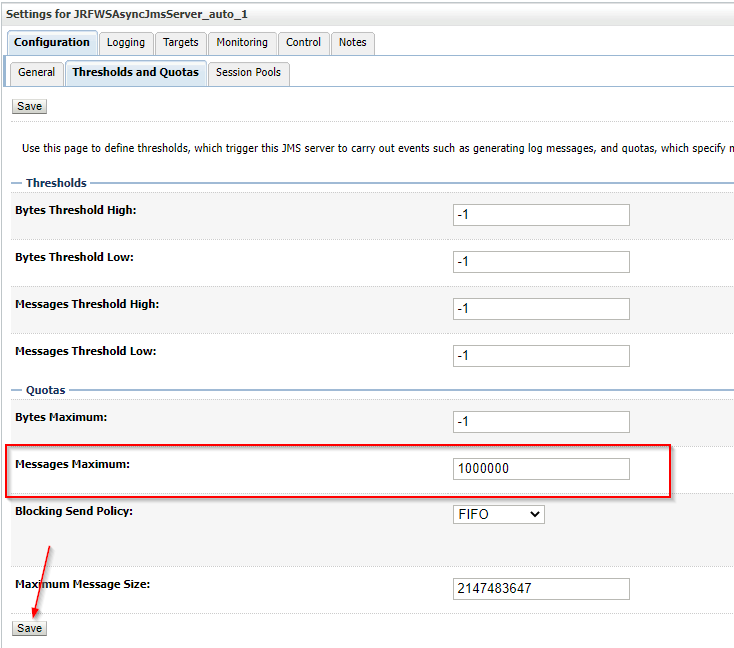 Settings for JRFWSAsyncJmsServer_auto_1
Configuration Logging Targets Monitoring Control Notes
General Thresholds and Quotas Session Pools
Save
Use this page to define thresholds, which trigger this JMS server to carry out events such as generating log messages, and quotas, which specify
Thresholds
Bytes Threshold High: -1
Bytes Threshold Low: -1
Messages Threshold High: -1
Messages Threshold Low: -1
Quotas
Bytes Maximum: -1
Messages Maximum: 1000000
Blocking Send Policy: FIFO
Maximum Message Size: 2147483647
Save